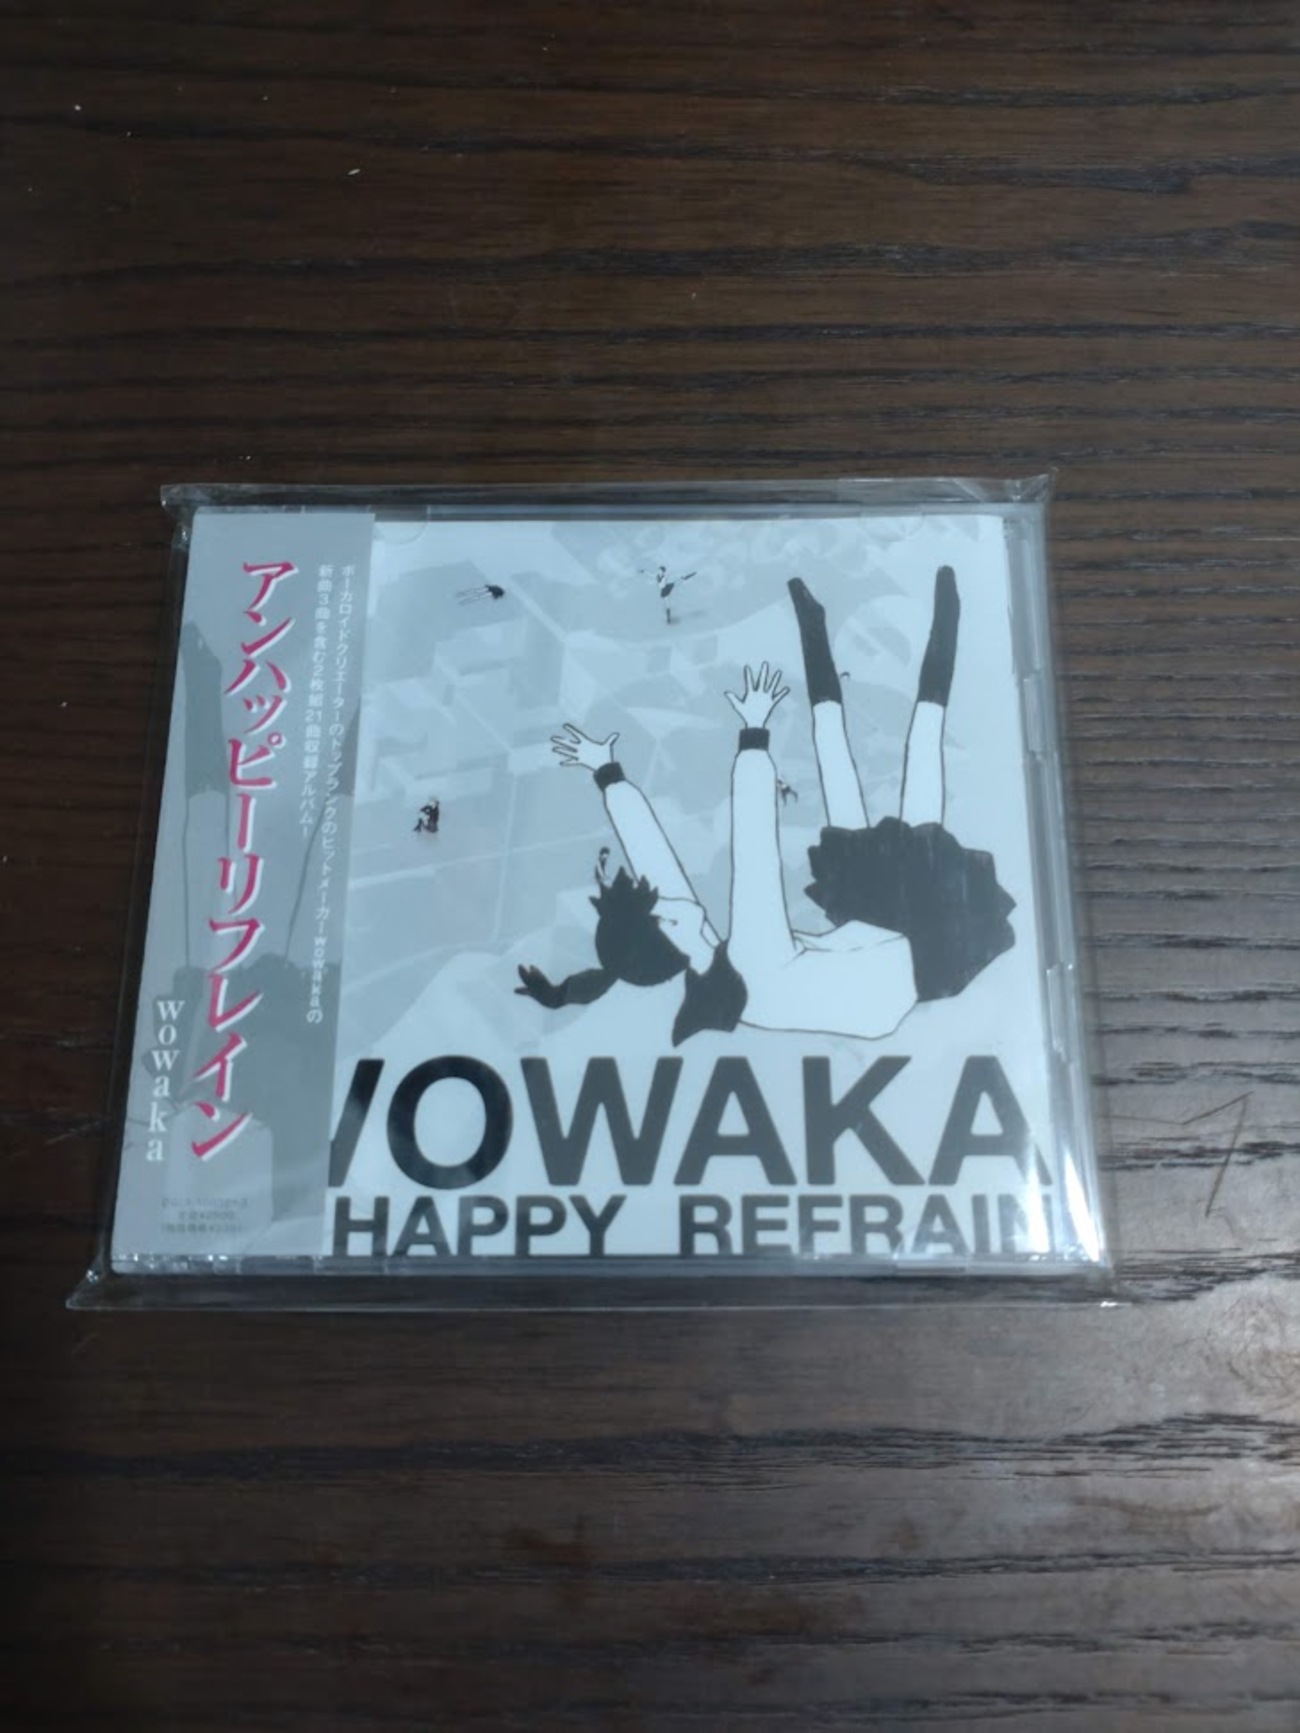 アンハッピーリフレイン
wowaka
ボーカロイドクリエーターのトップランクのヒットメーカーwowakaの
新曲3曲を含む2枚組21曲収録アルバム!
WOWAKA
HAPPY REFRAIN